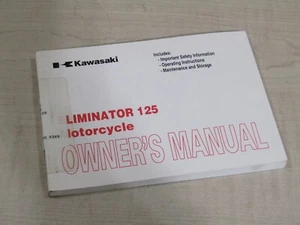 Kawasaki
Includes:
- Important Safety Information
- Operating Instructions
- Maintenance and Storage
LIMINATOR 125
lotorcycle
OWNER'S MANUAL